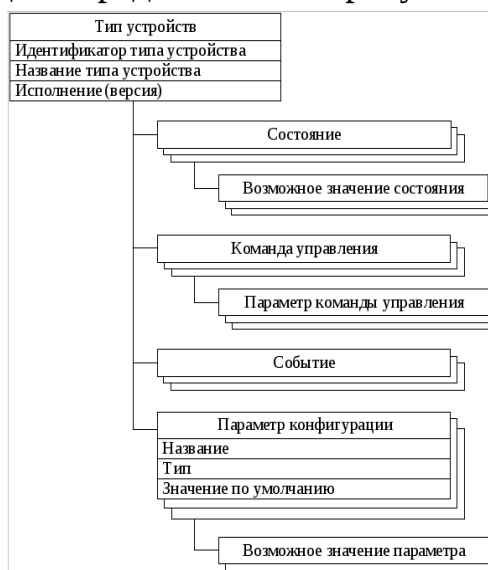 Тип устройств
Идентификатор типа устройства
Название типа устройства
Исполнение (версия)
Состояние
Возможное значение состояния
Команда управления
Параметр команды управления
Событие
Параметр конфигурации
Название
Тип
Значение по умолчанию
Возможное значение параметра